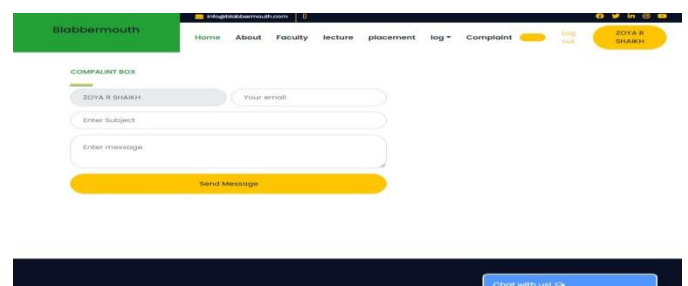 info@blabbermouth.com
Blabbermouth
Home About Faculty lecture placement log Complaint Log out ZOYA R SHAIKH
COMPALINT BOX
ZOYA R SHAIKH Your email
Enter Subject
Enter message
Send Message
Chat with us!